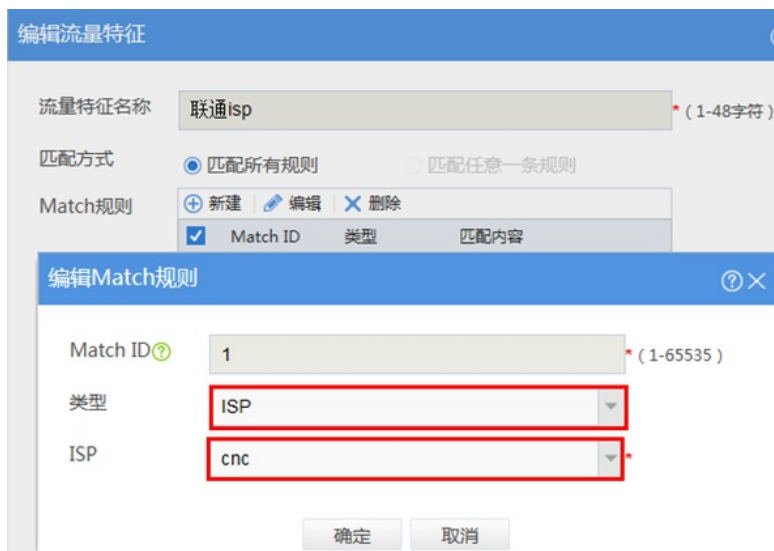 编辑流量特征
流量特征名称 联通isp * ( 1-48字符 )
匹配方式 匹配所有规则 匹配任意一条规则
Match规则 新建 编辑 删除
Match ID 类型 匹配内容
编辑Match规则
Match ID 1 * ( 1-65535 )
类型 ISP
ISP cnc *
确定 取消